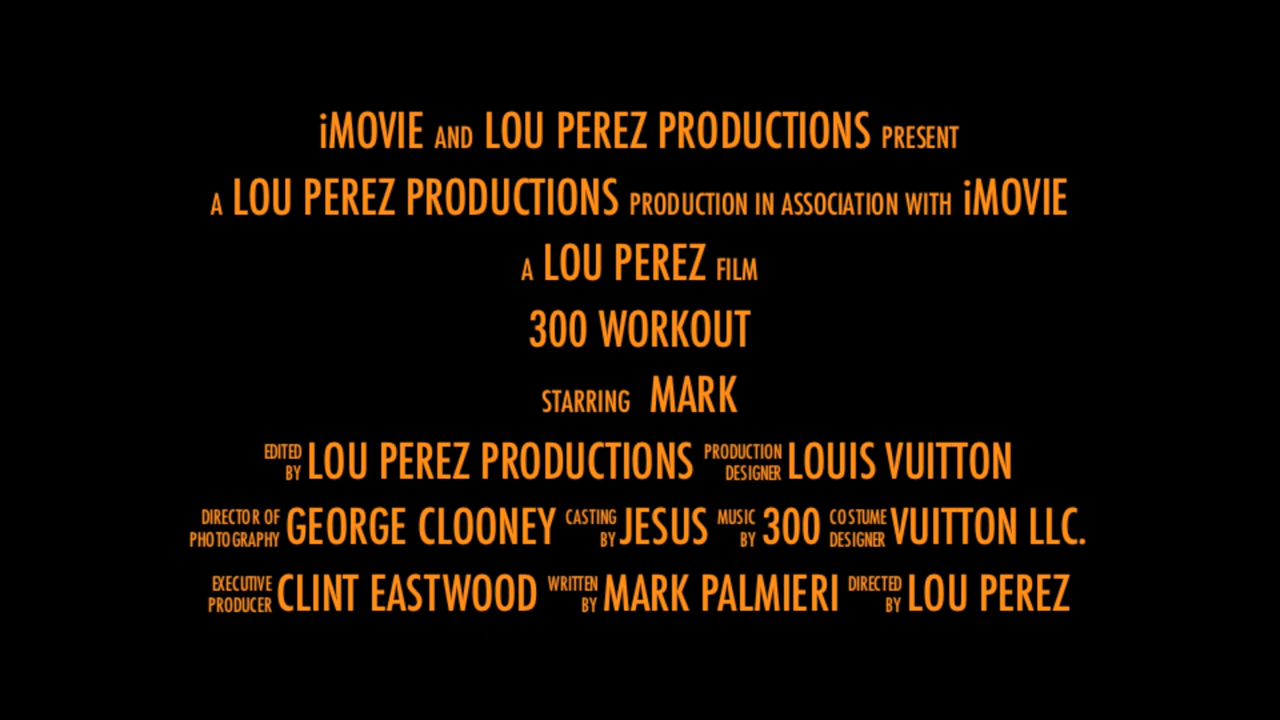 iMOVIE AND LOU PEREZ PRODUCTIONS PRESENT
A LOU PEREZ PRODUCTIONS PRODUCTION IN ASSOCIATION WITH iMOVIE
A LOU PEREZ FILM
300 WORKOUT
STARRING MARK
EDITED BY LOU PEREZ PRODUCTIONS PRODUCTION DESIGNER LOUIS VUITTON
DIRECTOR OF PHOTOGRAPHY GEORGE CLOONEY CASTING BY JESUS MUSIC BY 300 COSTUME DESIGNER VUITTON LLC.
EXECUTIVE PRODUCER CLINT EASTWOOD WRITTEN BY MARK PALMIERI DIRECTED BY LOU PEREZ